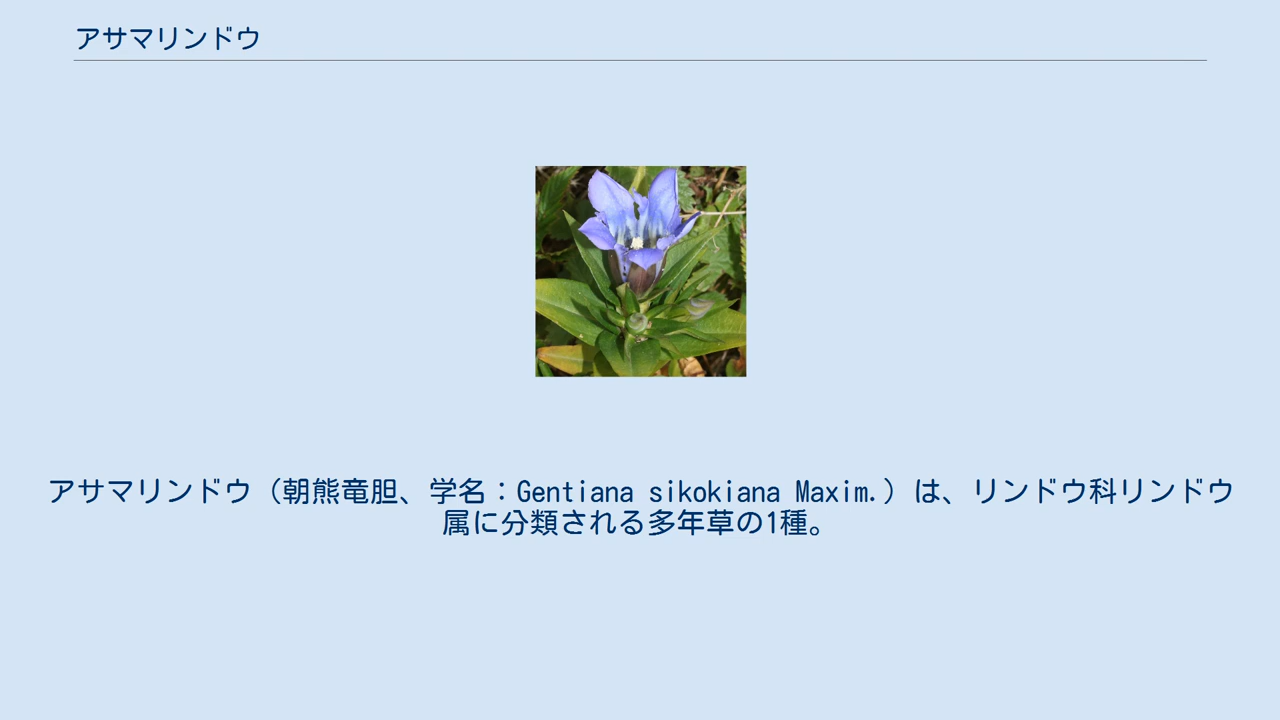 アサマリンドウ
アサマリンドウ（朝熊竜胆、学名：Gentiana sikokiana Maxim.）は、リンドウ科リンドウ
属に分類される多年草の1種。